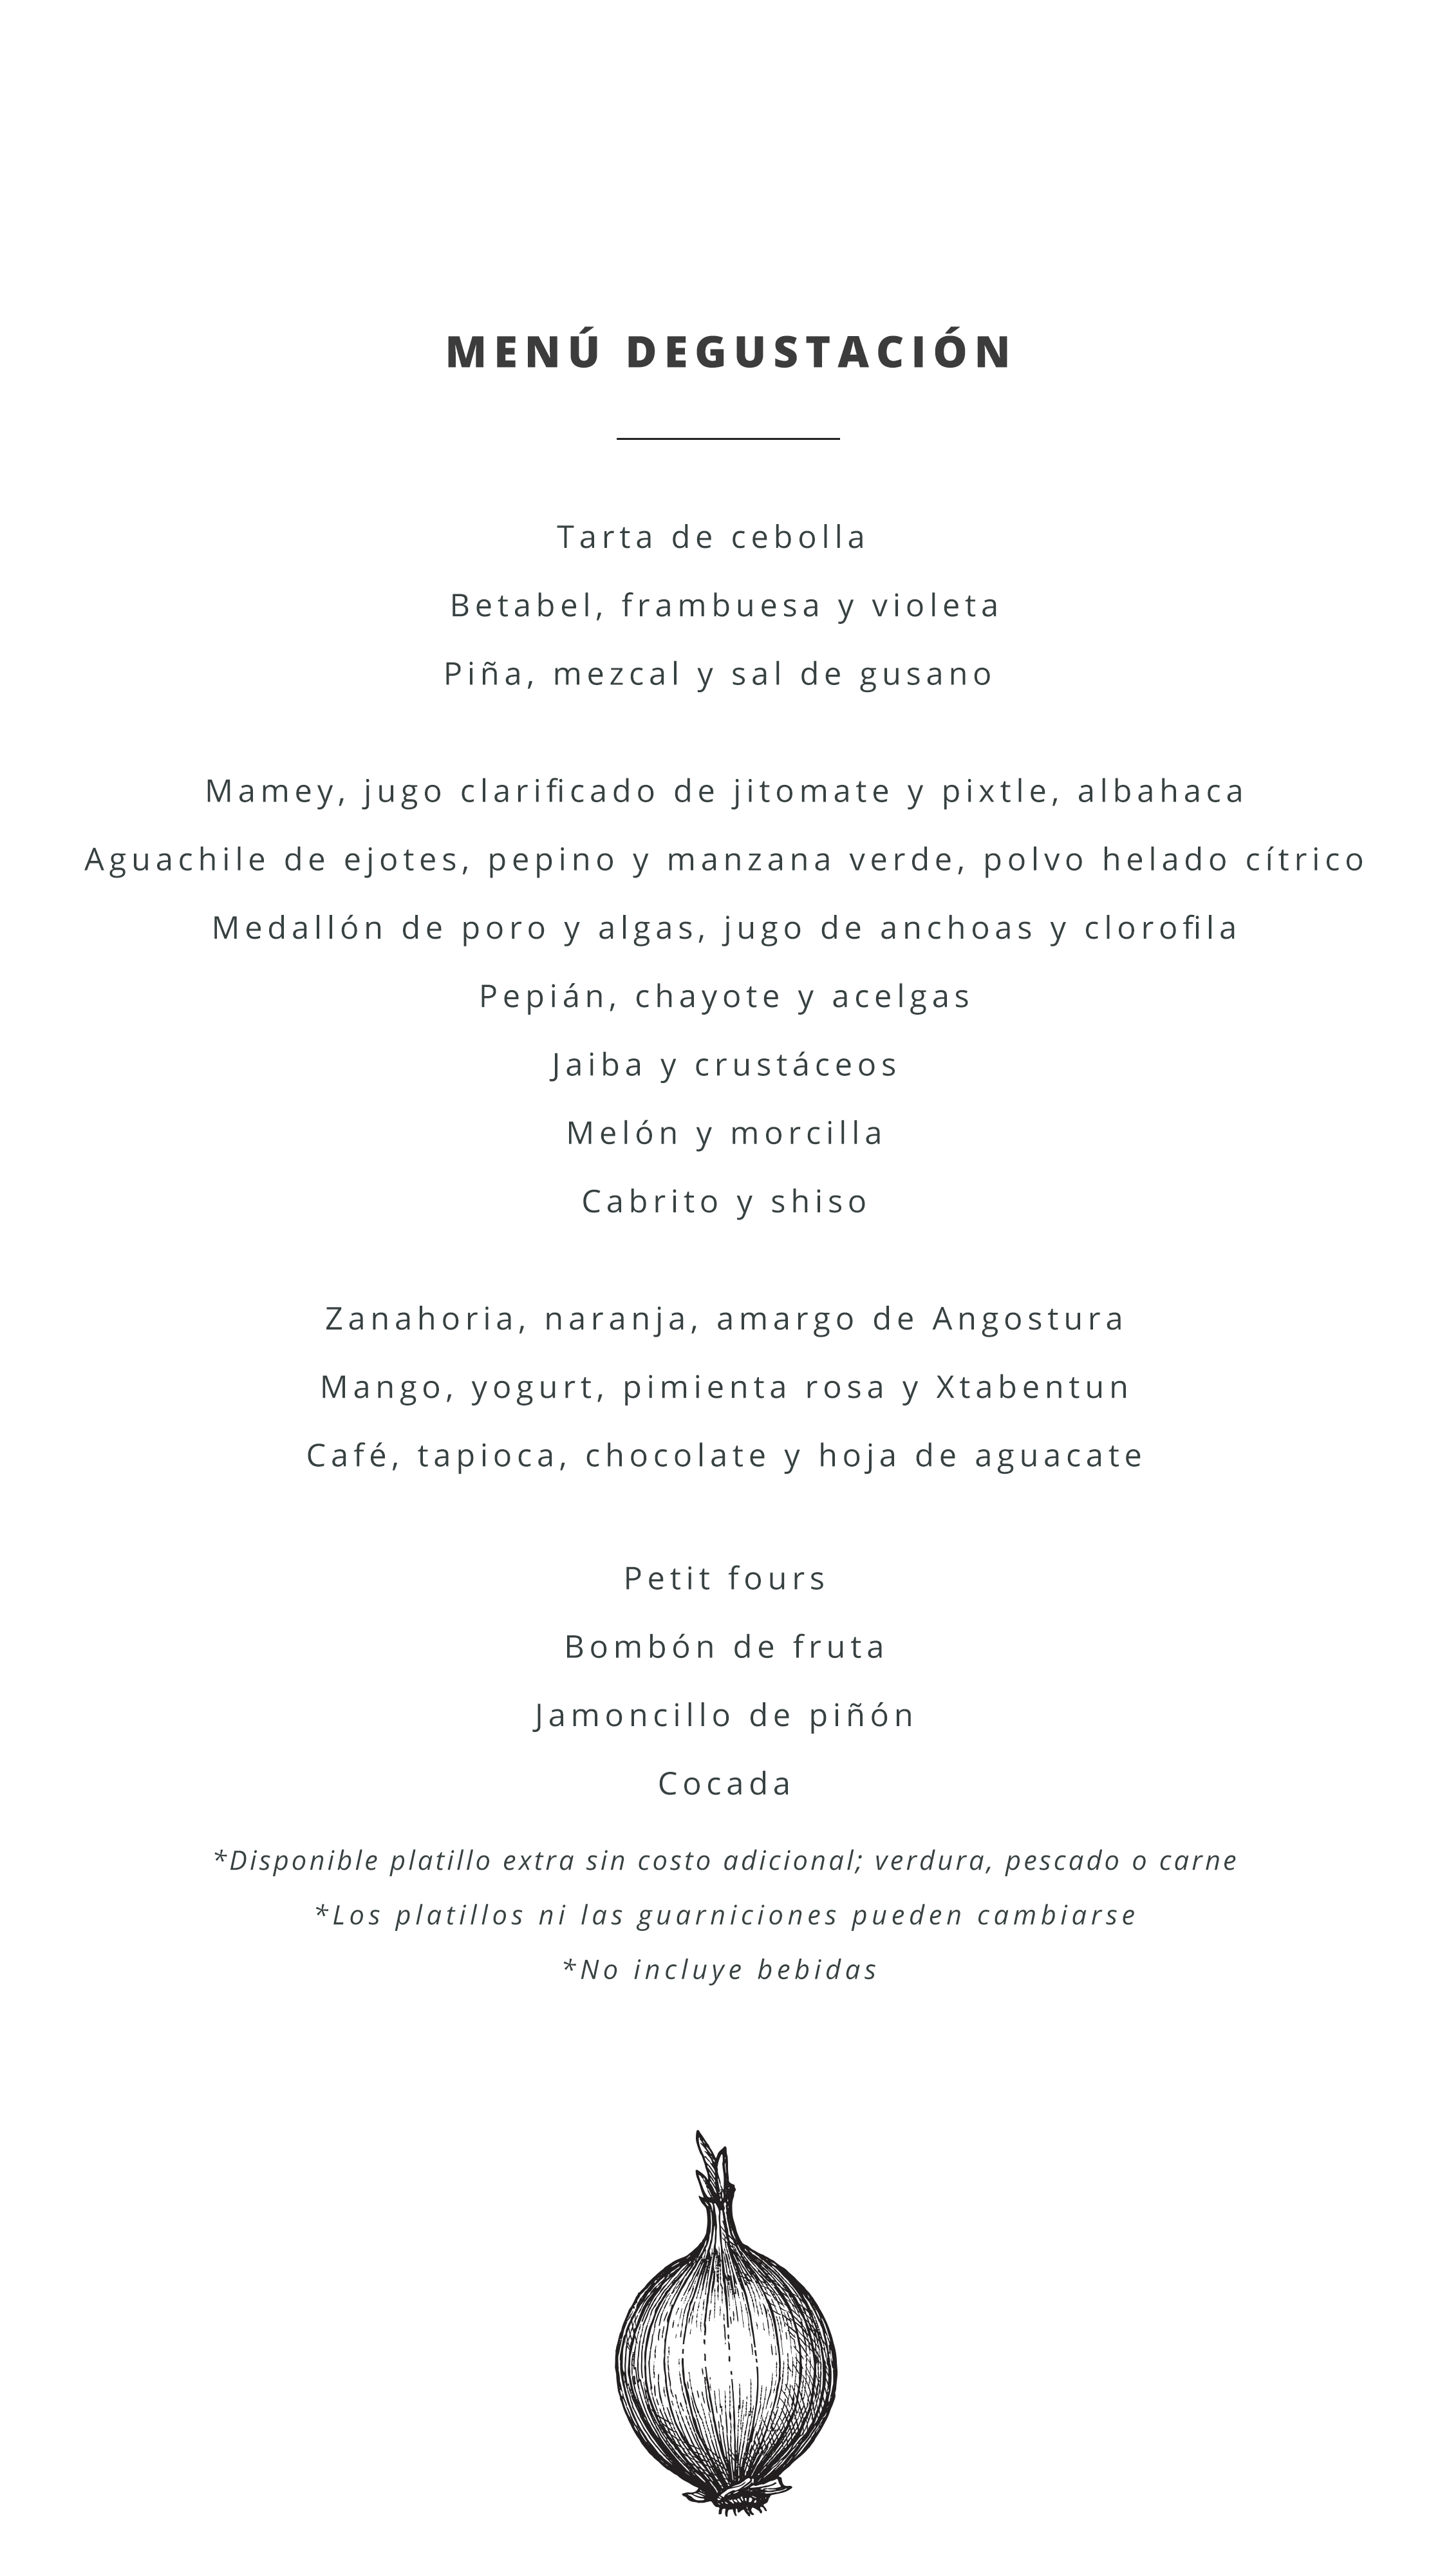 MENÚ DEGUSTACIÓN
Tarta de cebolla
Betabel, frambuesa y violeta
Piña, mezcal y sal de gusano
Mamey, jugo clarificado de jitomate y pixtle, albahaca
Aguachile de ejotes, pepino y manzana verde, polvo helado cítrico
Medallón de poro y algas, jugo de anchoas y clorofila
Pepián, chayote y acelgas
Jaiba y crustáceos
Melón y morcilla
Cabrito y shiso
Zanahoria, naranja, amargo de Angostura
Mango, yogurt, pimienta rosa y Xtabentun
Café, tapioca, chocolate y hoja de aguacate
Petit fours
Bombón de fruta
Jamoncillo de piñón
Cocada
*Disponible platillo extra sin costo adicional; verdura, pescado o carne
*Los platillos ni las guarniciones pueden cambiarse
*No incluye bebidas